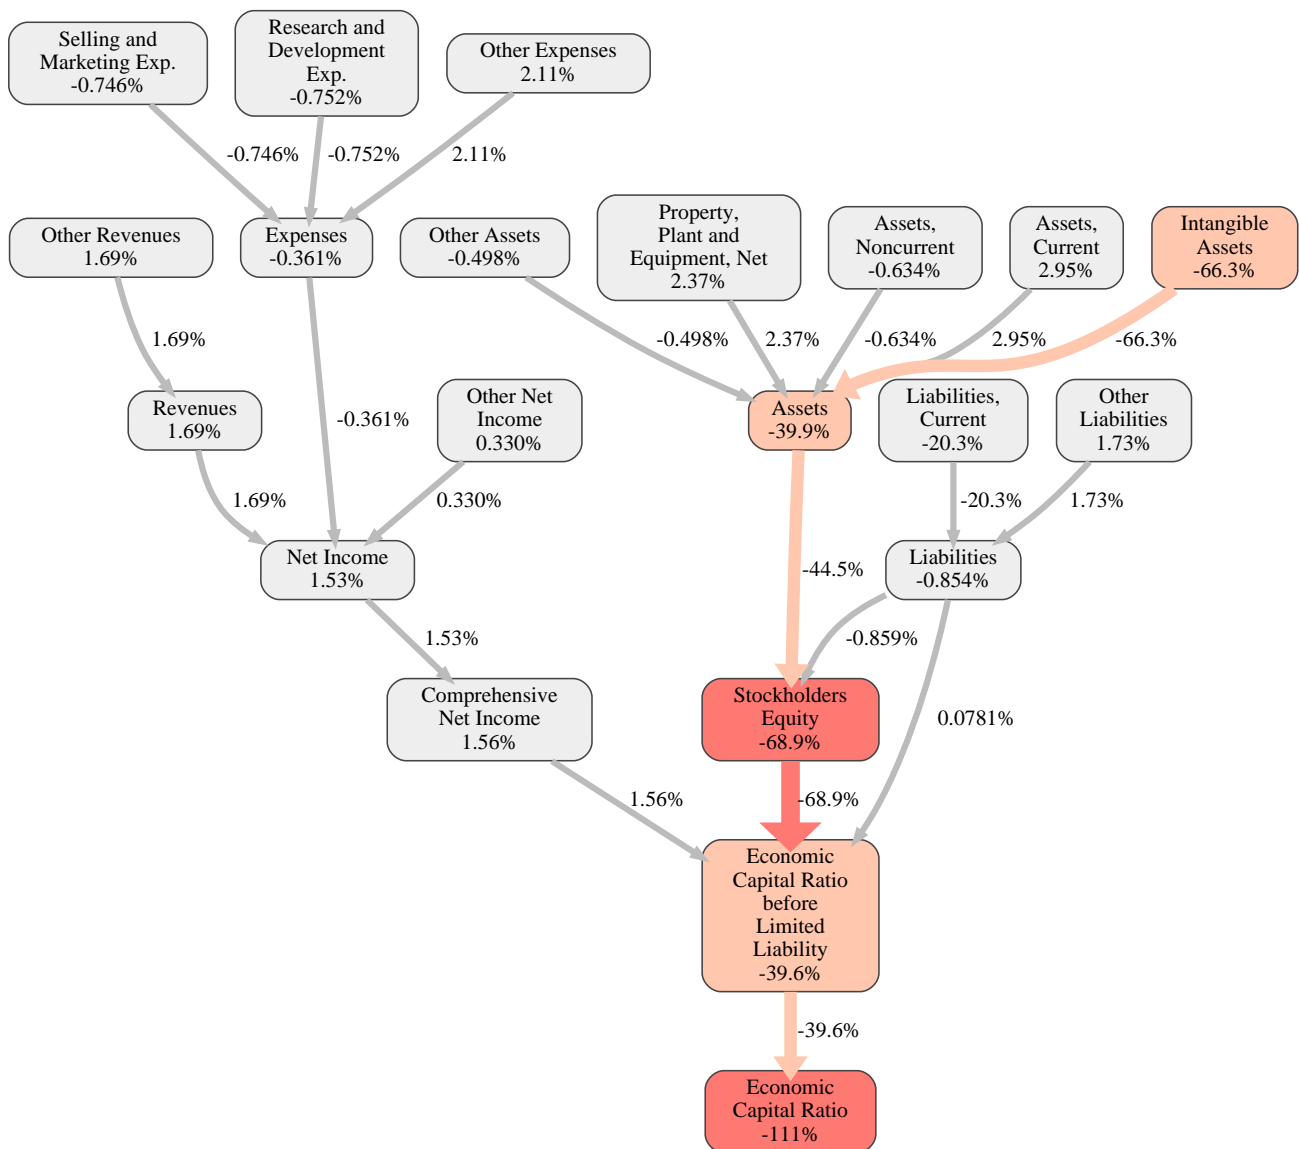 Selling and
Marketing Exp.
-0.746%
Research and
Development
Exp.
-0.752%
Other Expenses
2.11%
-0.746%
-0.752%
2.11%
Other Revenues
1.69%
Expenses
-0.361%
Other Assets
-0.498%
Property,
Plant and
Equipment, Net
2.37%
Assets,
Noncurrent
-0.634%
Assets,
Current
2.95%
Intangible
Assets
-66.3%
1.69%
-0.498%
2.37%
-0.634%
2.95%
-66.3%
Revenues
1.69%
-0.361%
Other Net
Income
0.330%
Assets
-39.9%
Liabilities,
Current
-20.3%
Other
Liabilities
1.73%
1.69%
0.330%
-20.3%
1.73%
Net Income
1.53%
-44.5%
Liabilities
-0.854%
1.53%
-0.859%
Comprehensive
Net Income
1.56%
Stockholders
Equity
-68.9%
0.0781%
1.56%
-68.9%
Economic
Capital Ratio
before
Limited
Liability
-39.6%
-39.6%
Economic
Capital Ratio
-111%